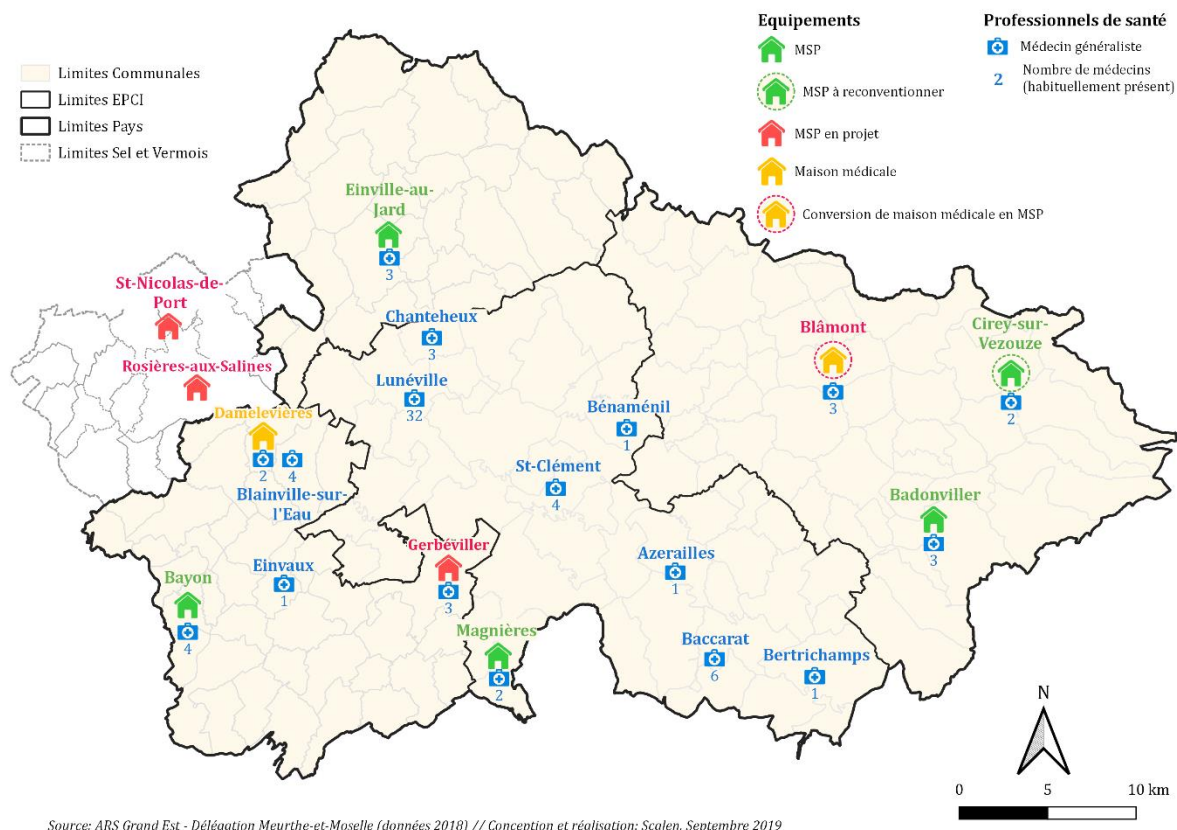 Equipements
MSP
MSP à reconventionner
MSP en projet
Maison médicale
Conversion de maison médicale en MSP
Professionnels de santé
Médecin généraliste
2
Nombre de médecins
(habituellement présent)
Limites Communales
Limites EPCI
Limites Pays
Limites Sel et Vermois
Einville-au-
Jard
3
St-Nicolas-de-
Port
Rosières-aux-Salines
Chanteheux
3
Lunéville
32
Blâmont
3
Cirey-sur-
Vezouze
2
Damelevières
2
4
Blainville-sur-
l'Eau
Bénaménil
1
St-Clément
4
Badonviller
3
Gerbéviller
3
Azerailles
1
Einvaux
1
Bayon
4
Magnières
2
Baccarat
6
Bertrichamps
1
N
0 5 10 km
Source: ARS Grand Est - Délégation Meurthe-et-Moselle (données 2018) // Conception et réalisation: Scalen, Septembre 2019